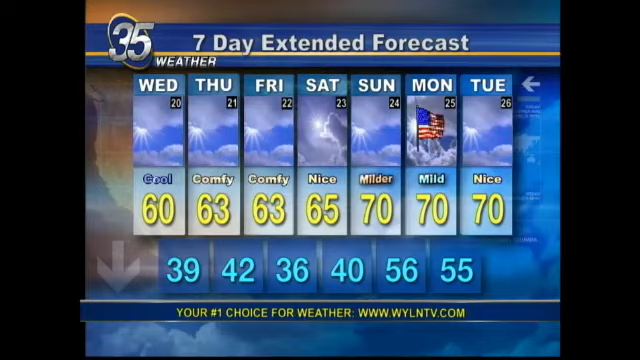 35
WEATHER
7 Day Extended Forecast
WED THU FRI SAT SUN MON TUE
20 21 22 23 24 25 26
Cool Comfy Comfy Nice Milder Mild Nice
60 63 63 65 70 70 70
39 42 36 40 56 55
YOUR #1 CHOICE FOR WEATHER: WWW.WYLNTV.COM